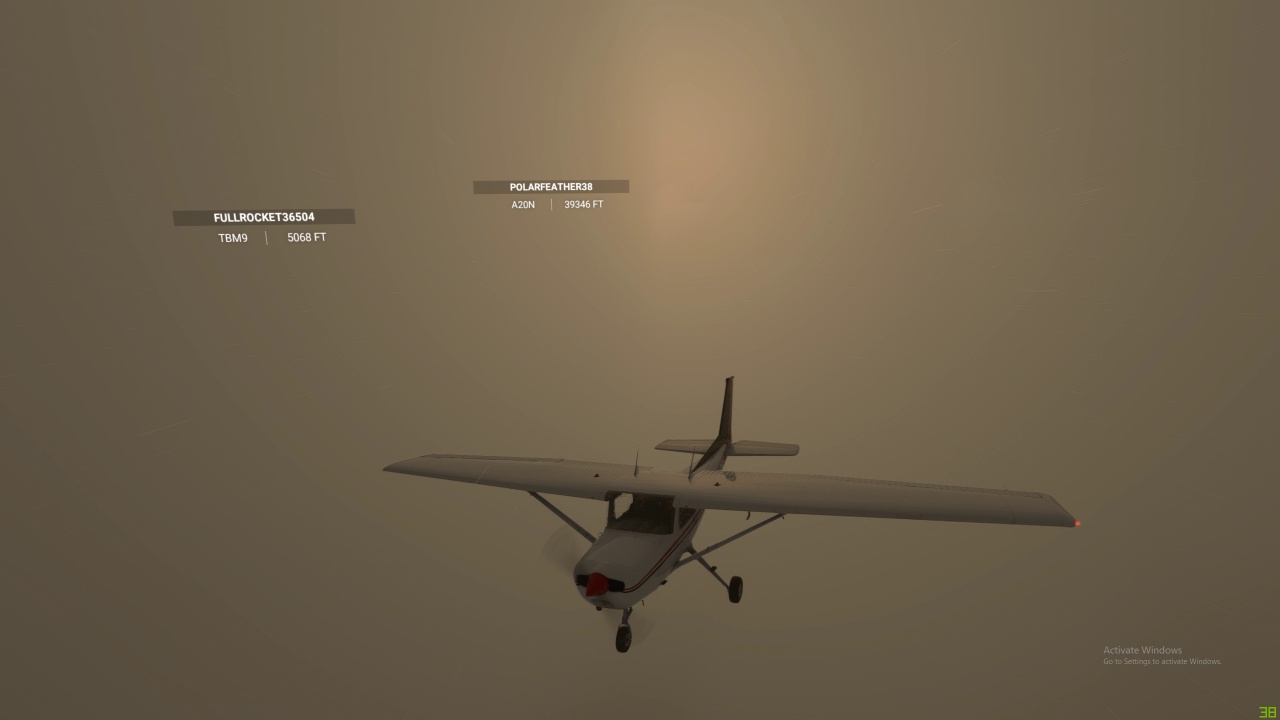 POLARFEATHER38
A20N | 39346 FT
FULLROCKET36504
TBM9 | 5068 FT
Activate Windows
Go to Settings to activate Windows.
38